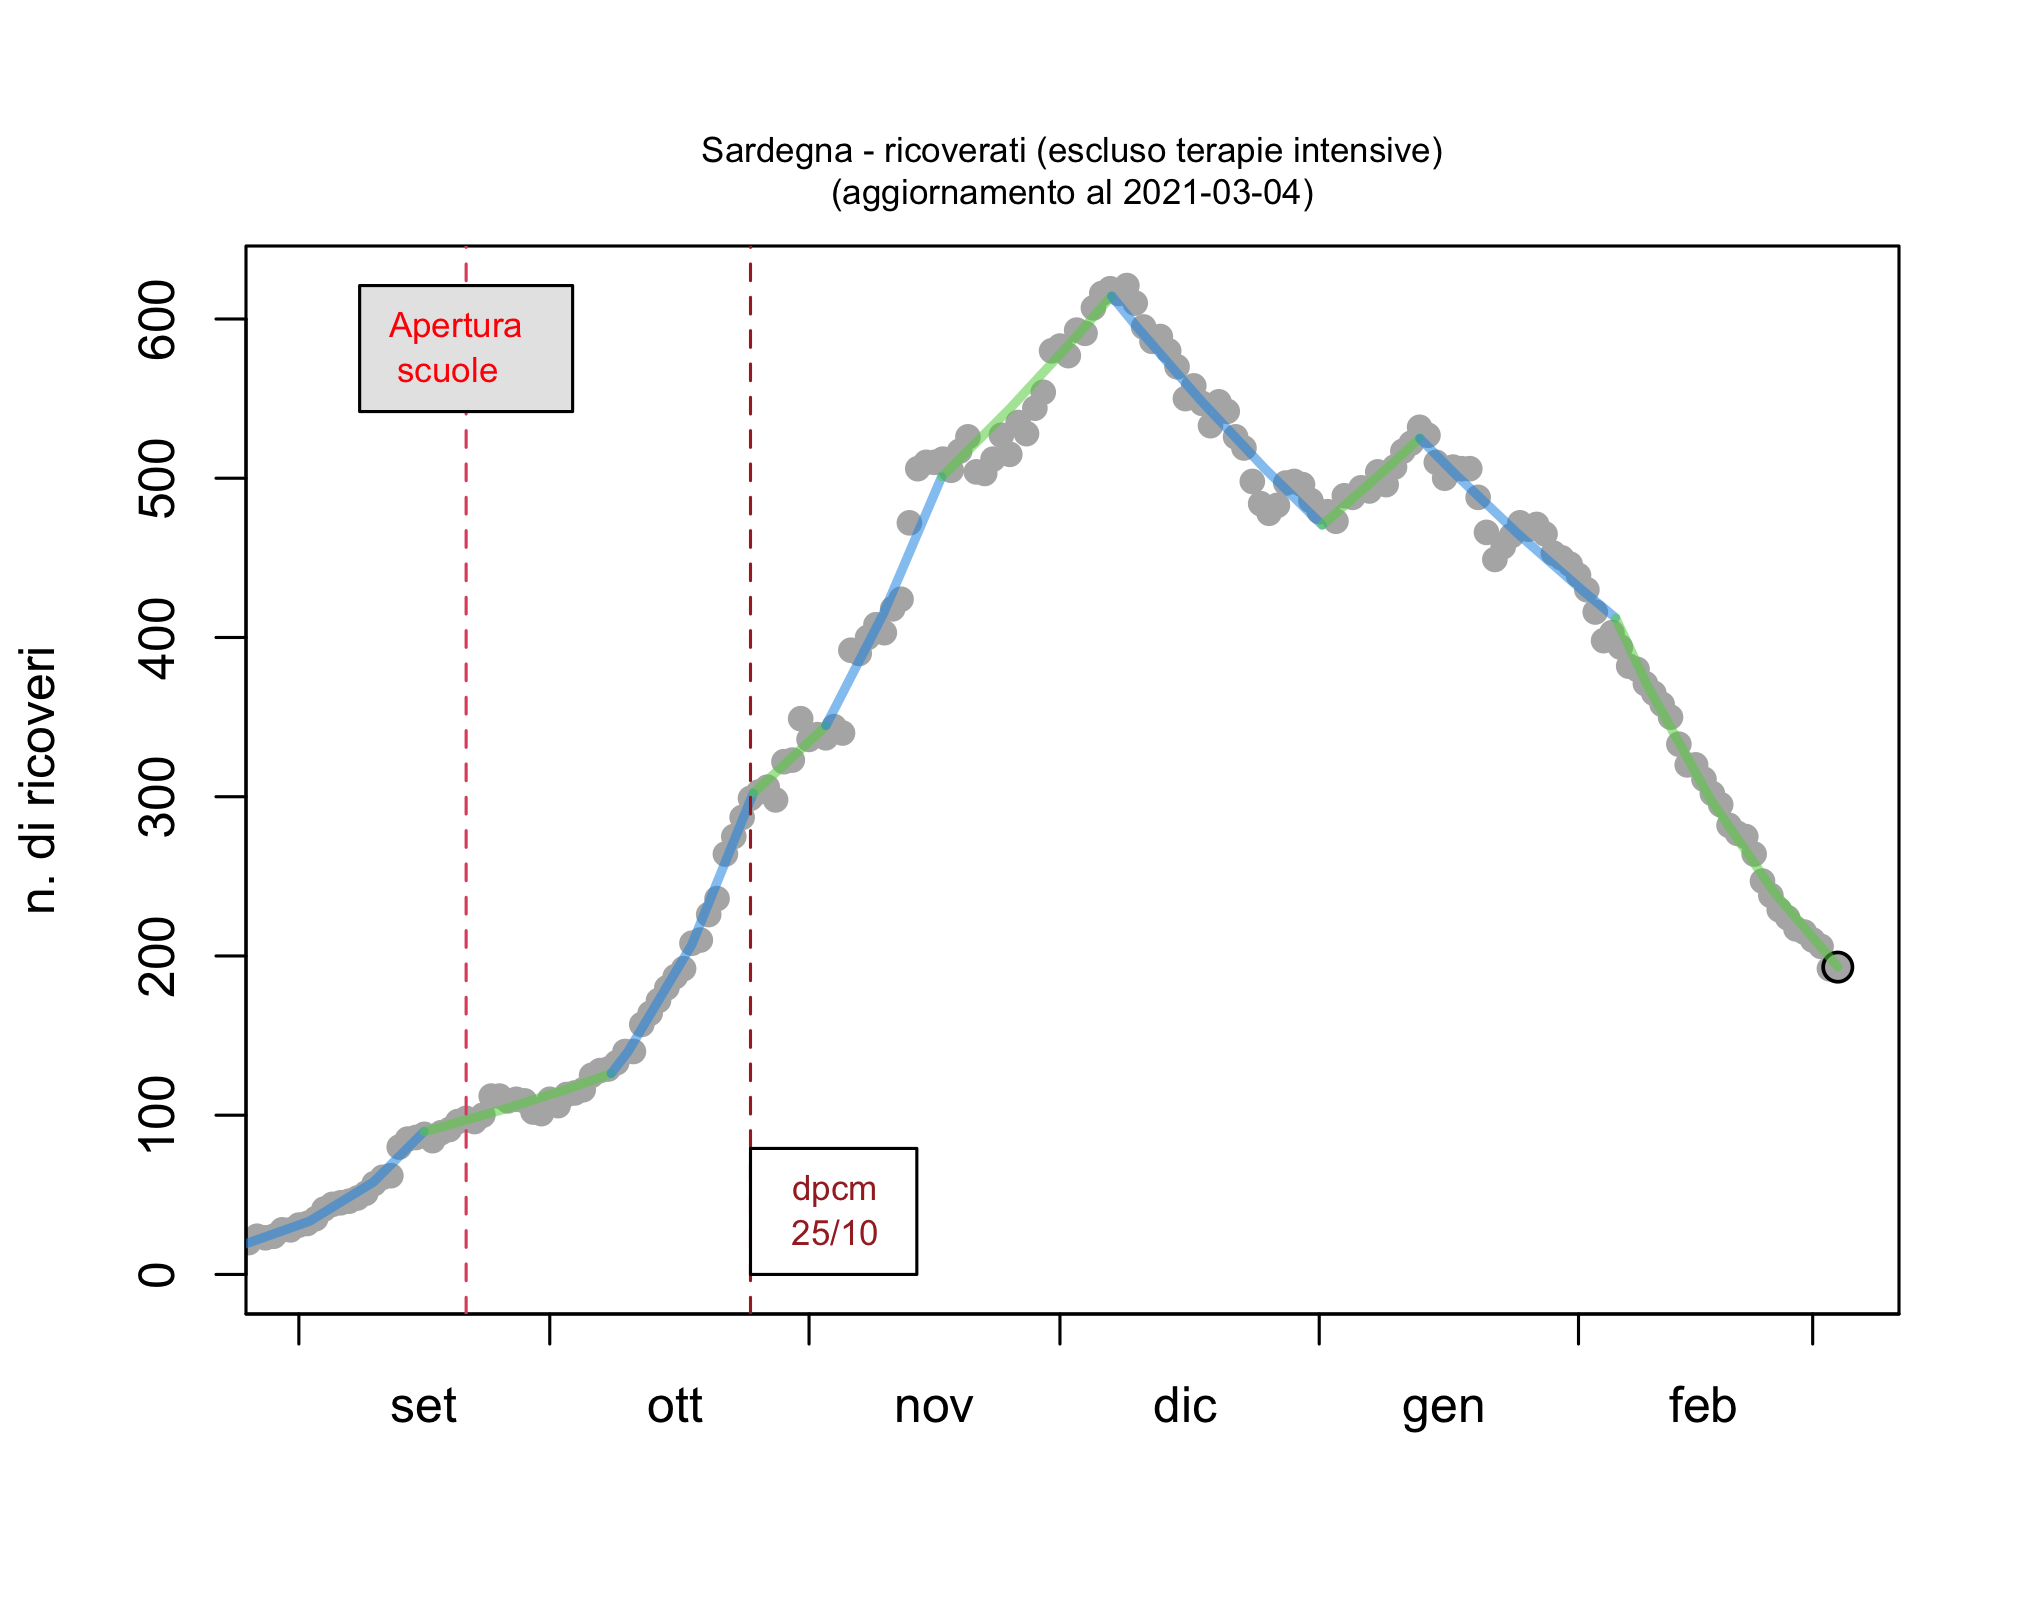 Sardegna - ricoverati (escluso terapie intensive)
(aggiornamento al 2021-03-04)
n. di ricoveri
600
500
400
300
200
100
0
Apertura
scuole
dpcm
25/10
set
ott
nov
dic
gen
feb